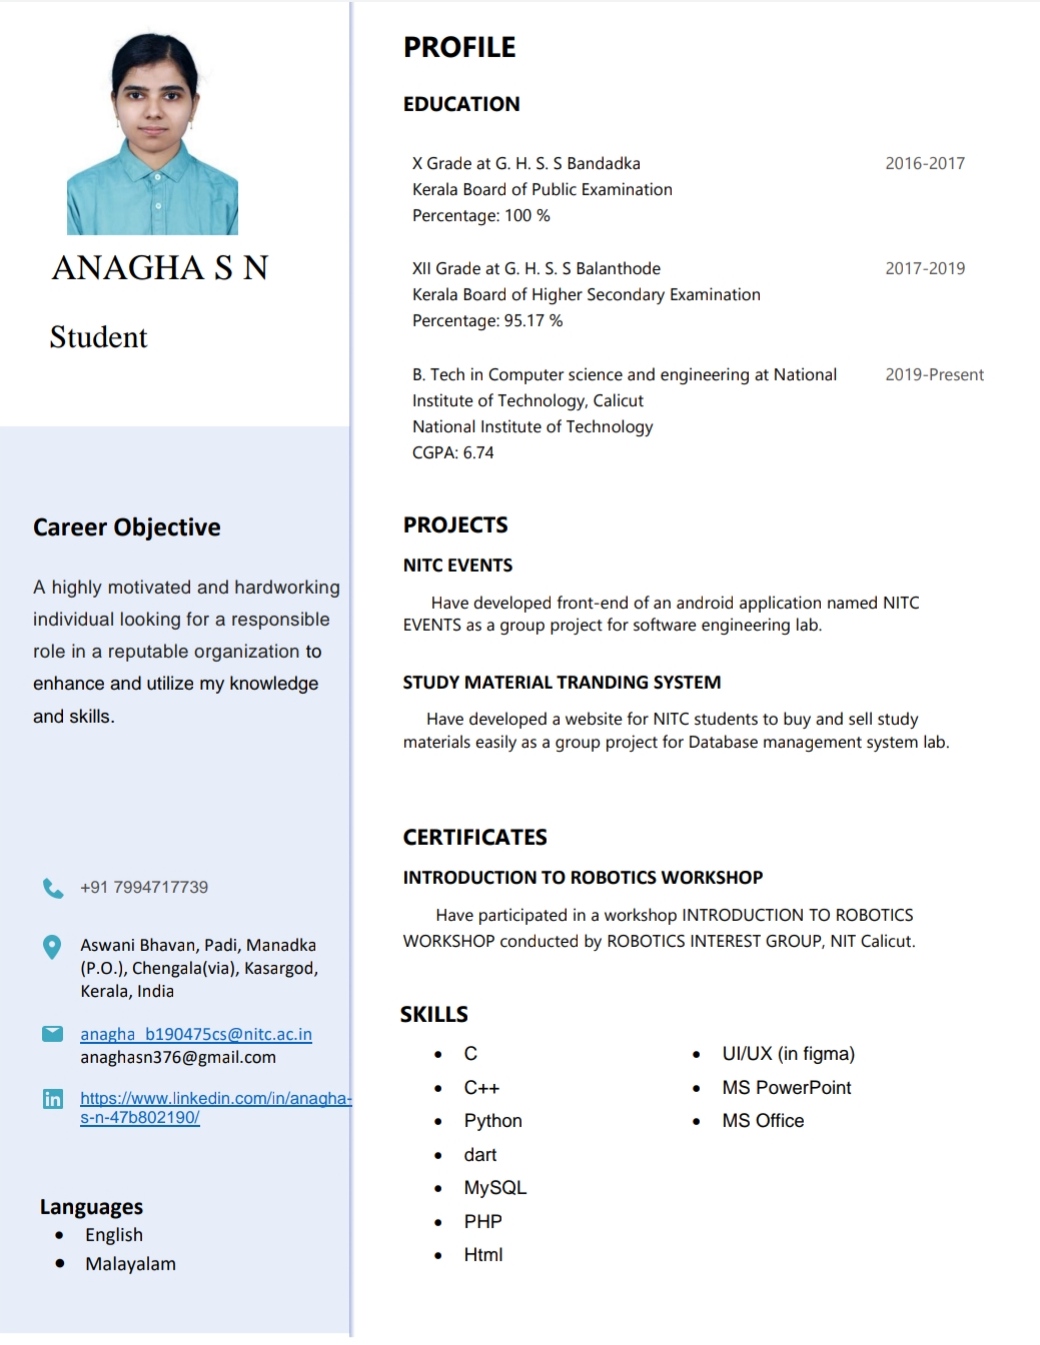 ANAGHA S N
Student
Career Objective
A highly motivated and hardworking
individual looking for a responsible
role in a reputable organization to
enhance and utilize my knowledge
and skills.
+91 7994717739
Aswani Bhavan, Padi, Manadka
(P.O.), Chengala(via), Kasargod,
Kerala, India
anagha_b190475cs@nitc.ac.in
anaghasn376@gmail.com
https://www.linkedin.com/in/anagha-
s-n-47b802190/
Languages
• English
• Malayalam
PROFILE
EDUCATION
X Grade at G. H. S. S Bandadka 2016-2017
Kerala Board of Public Examination
Percentage: 100 %
XII Grade at G. H. S. S Balanthode 2017-2019
Kerala Board of Higher Secondary Examination
Percentage: 95.17 %
B. Tech in Computer science and engineering at National 2019-Present
Institute of Technology, Calicut
National Institute of Technology
CGPA: 6.74
PROJECTS
NITC EVENTS
Have developed front-end of an android application named NITC
EVENTS as a group project for software engineering lab.
STUDY MATERIAL TRANDING SYSTEM
Have developed a website for NITC students to buy and sell study
materials easily as a group project for Database management system lab.
CERTIFICATES
INTRODUCTION TO ROBOTICS WORKSHOP
Have participated in a workshop INTRODUCTION TO ROBOTICS
WORKSHOP conducted by ROBOTICS INTEREST GROUP, NIT Calicut.
SKILLS
• C
• C++
• Python
• dart
• MySQL
• PHP
• Html
• UI/UX (in figma)
• MS PowerPoint
• MS Office